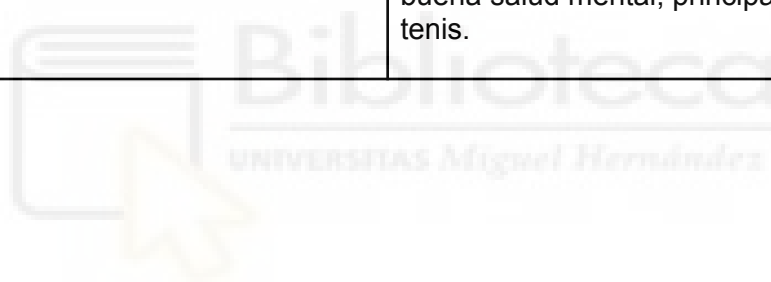 buena salud mental, principa
tenis.
Biblioteca
UNIVERSITAS Miguel Hernández